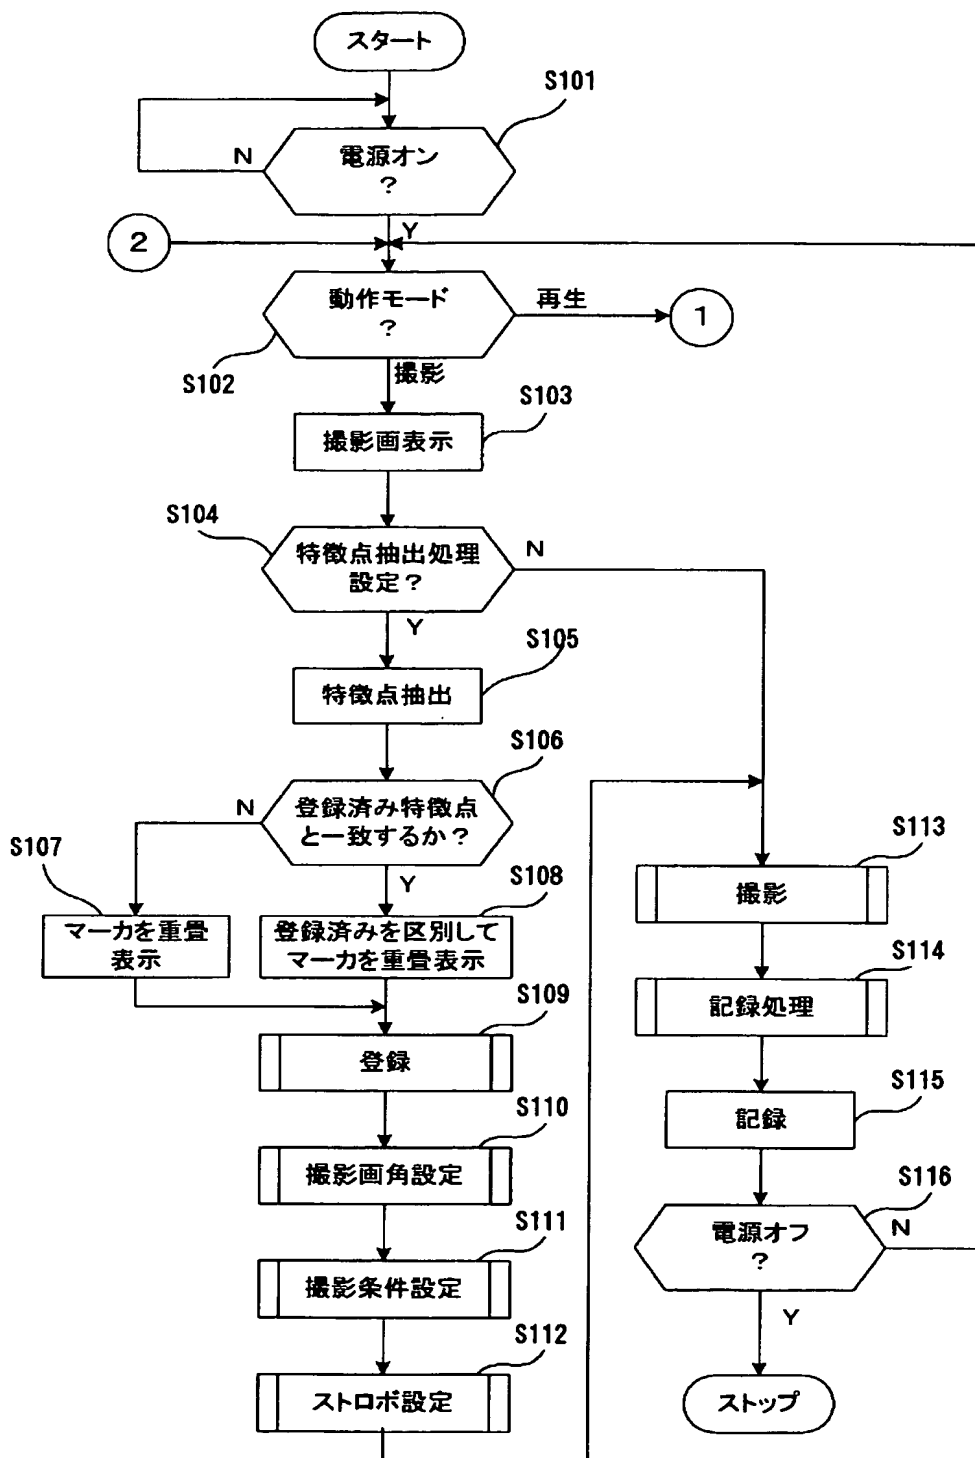 スタート
S101
電源オン
?
N
Y
2
動作モード
?
再生
1
S102
撮影
S103
撮影画表示
S104
特徴点抽出処理
設定?
N
Y
S105
特徴点抽出
S106
登録済み特徴点
と一致するか?
N
Y
S107
マーカを重畳
表示
S108
登録済みを区別して
マーカを重畳表示
S109
登録
S110
撮影画角設定
S111
撮影条件設定
S112
ストロボ設定
S113
撮影
S114
記録処理
S115
記録
S116
電源オフ
?
N
Y
ストップ